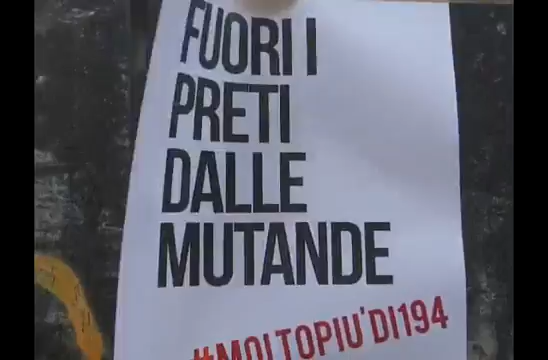 FUORI I
PRETI
DALLE
MUTANDE
#MOLTOPIU'DI194